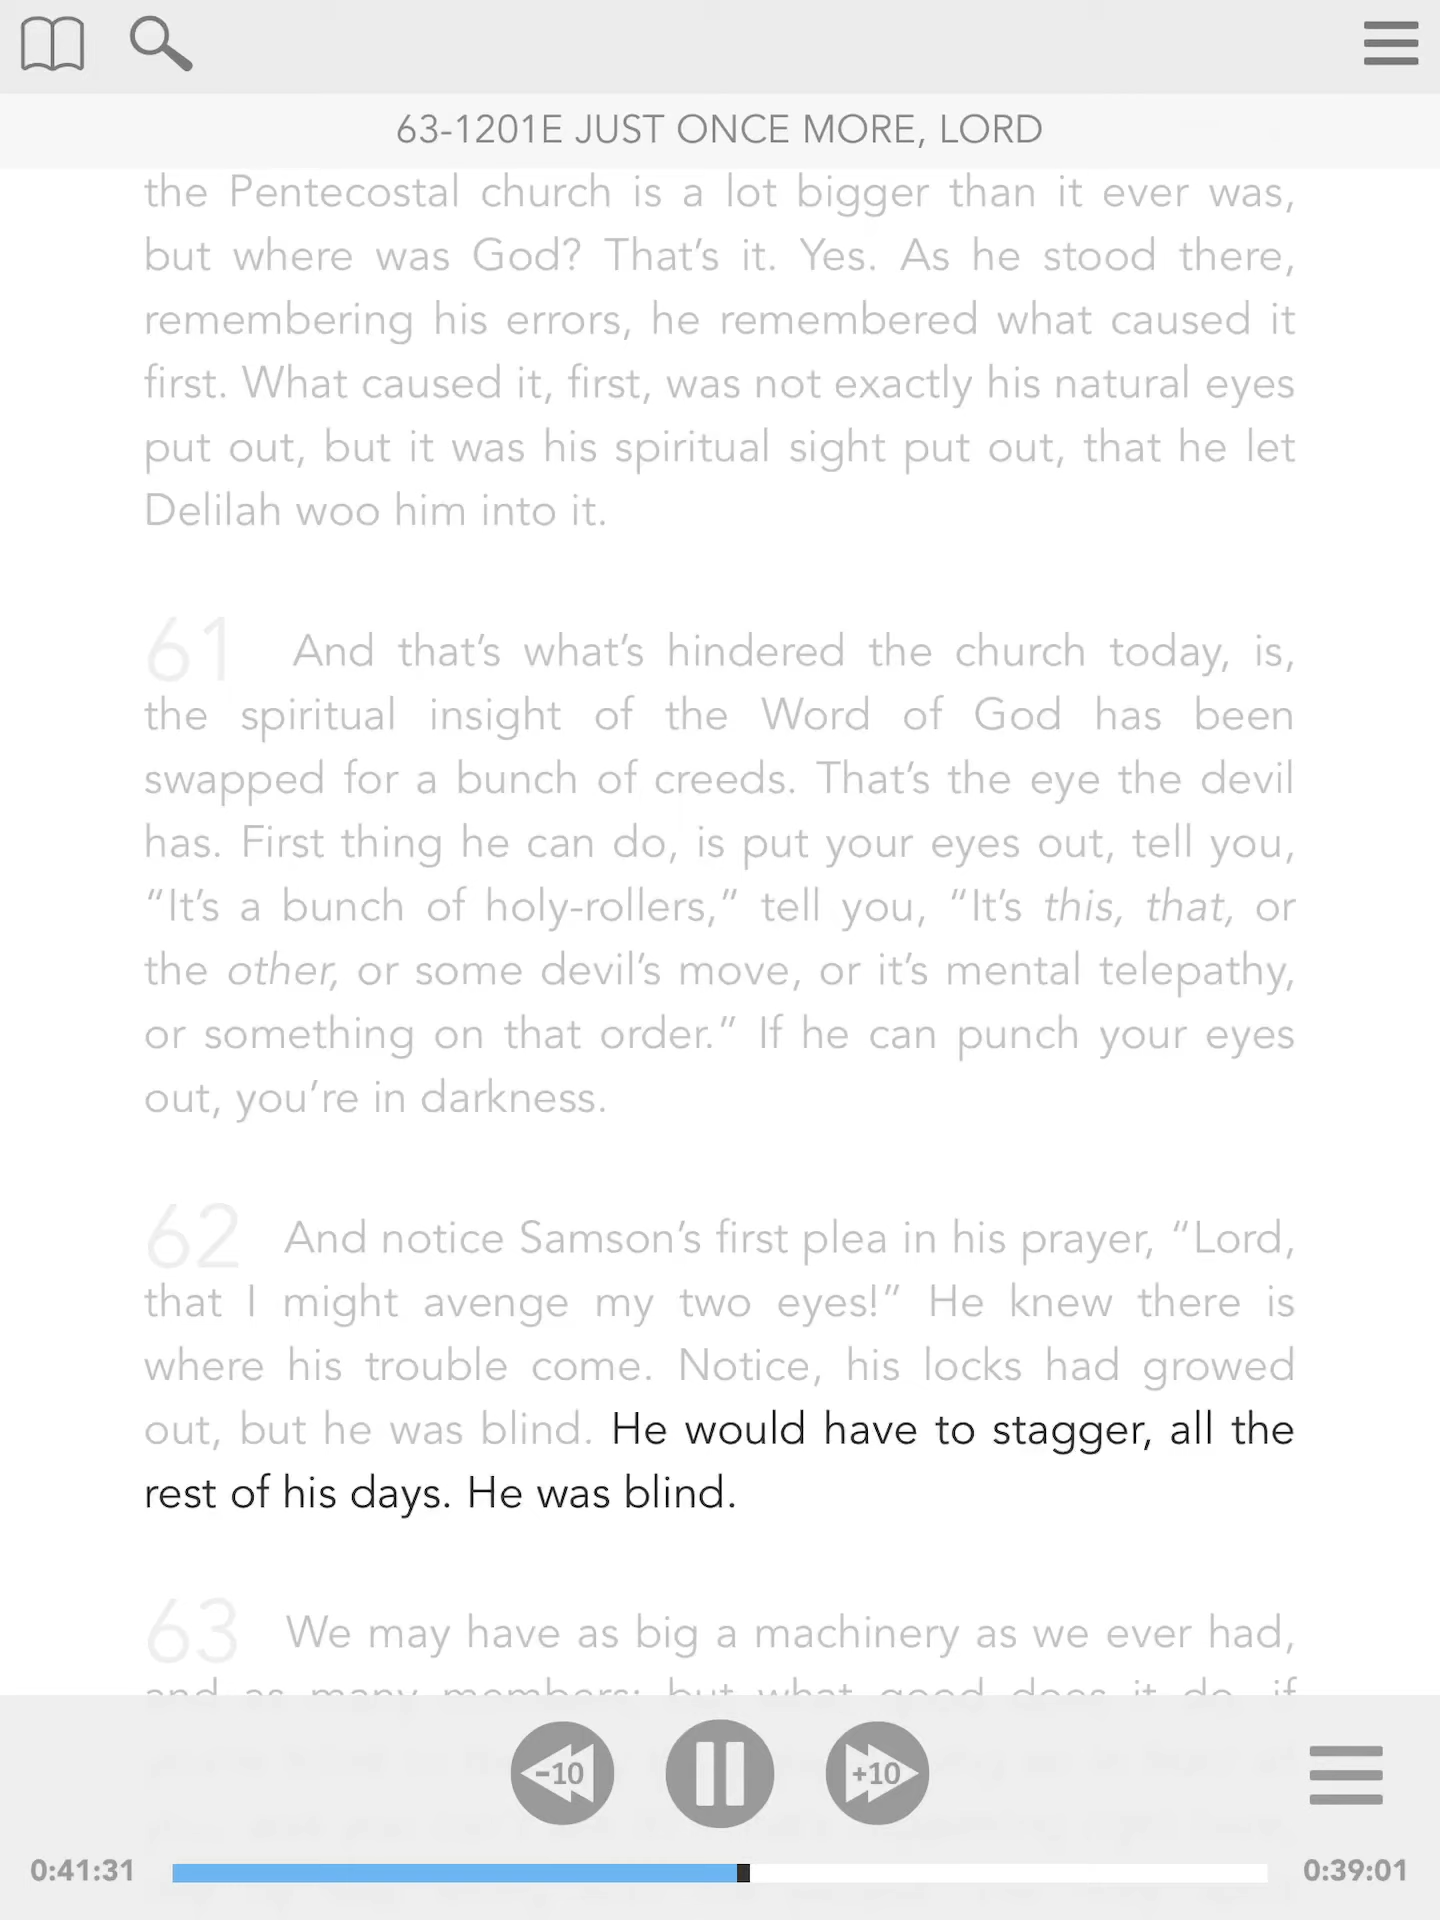 63-1201E JUST ONCE MORE, LORD
the Pentecostal church is a lot bigger than it ever was,
but where was God? That’s it. Yes. As he stood there,
remembering his errors, he remembered what caused it
first. What caused it, first, was not exactly his natural eyes
put out, but it was his spiritual sight put out, that he let
Delilah woo him into it.
61 And that’s what’s hindered the church today, is,
the spiritual insight of the Word of God has been
swapped for a bunch of creeds. That’s the eye the devil
has. First thing he can do, is put your eyes out, tell you,
“It’s a bunch of holy-rollers,” tell you, “It’s this, that, or
the other, or some devil’s move, or it’s mental telepathy,
or something on that order.” If he can punch your eyes
out, you’re in darkness.
62 And notice Samson’s first plea in his prayer, “Lord,
that I might avenge my two eyes!” He knew there is
where his trouble come. Notice, his locks had growed
out, but he was blind. He would have to stagger, all the
rest of his days. He was blind.
63 We may have as big a machinery as we ever had,
and as many members; but what good does it do, if
-10 +10
0:41:31 0:39:01